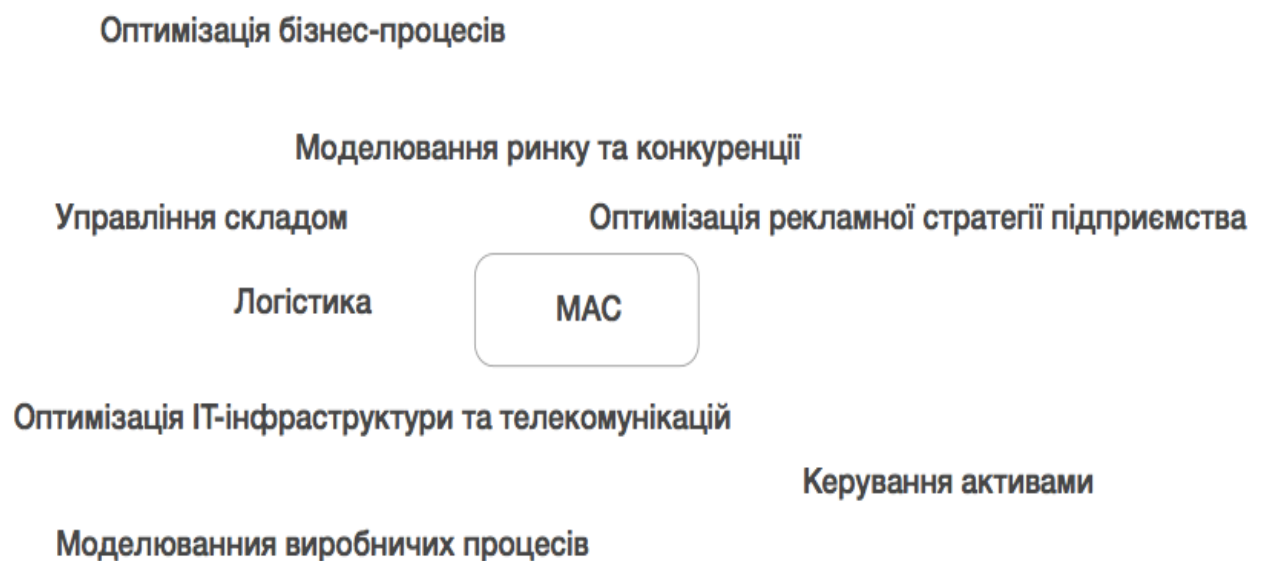 Оптимізація бізнес-процесів
Моделювання ринку та конкуренції
Управління складом
Оптимізація рекламної стратегії підприємства
Логістика
МАС
Оптимізація ІТ-інфраструктури та телекомунікацій
Керування активами
Моделюванния виробничих процесів